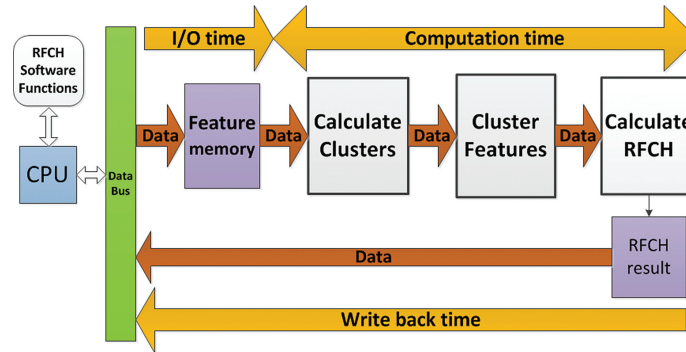 I/O time
Computation time
RFCH
Software
Functions
CPU
Data
Bus
Data
Feature
memory
Data
Calculate
Clusters
Data
Cluster
Features
Data
Calculate
RFCH
RFCH
result
Data
Write back time